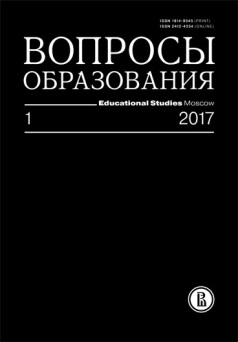 ISSN 1814-9545 (PRINT)
ISSN 2412-4354 (ONLINE)
ВОПРОСЫ
ОБРАЗОВАНИЯ
Educational Studies Moscow
1 2017